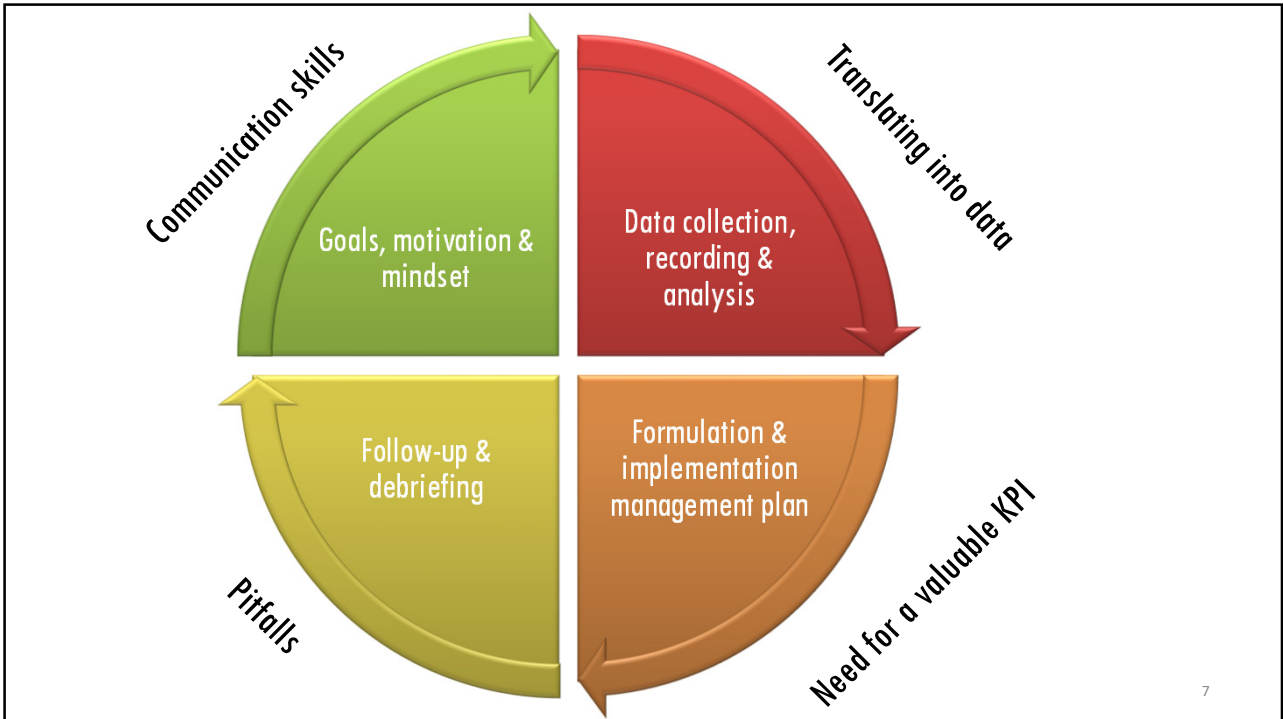 Communication skills
Translating into data
Goals, motivation &
mindset
Data collection,
recording &
analysis
Follow-up &
debriefing
Formulation &
implementation
management plan
Pitfalls
Need for a valuable KPI
7